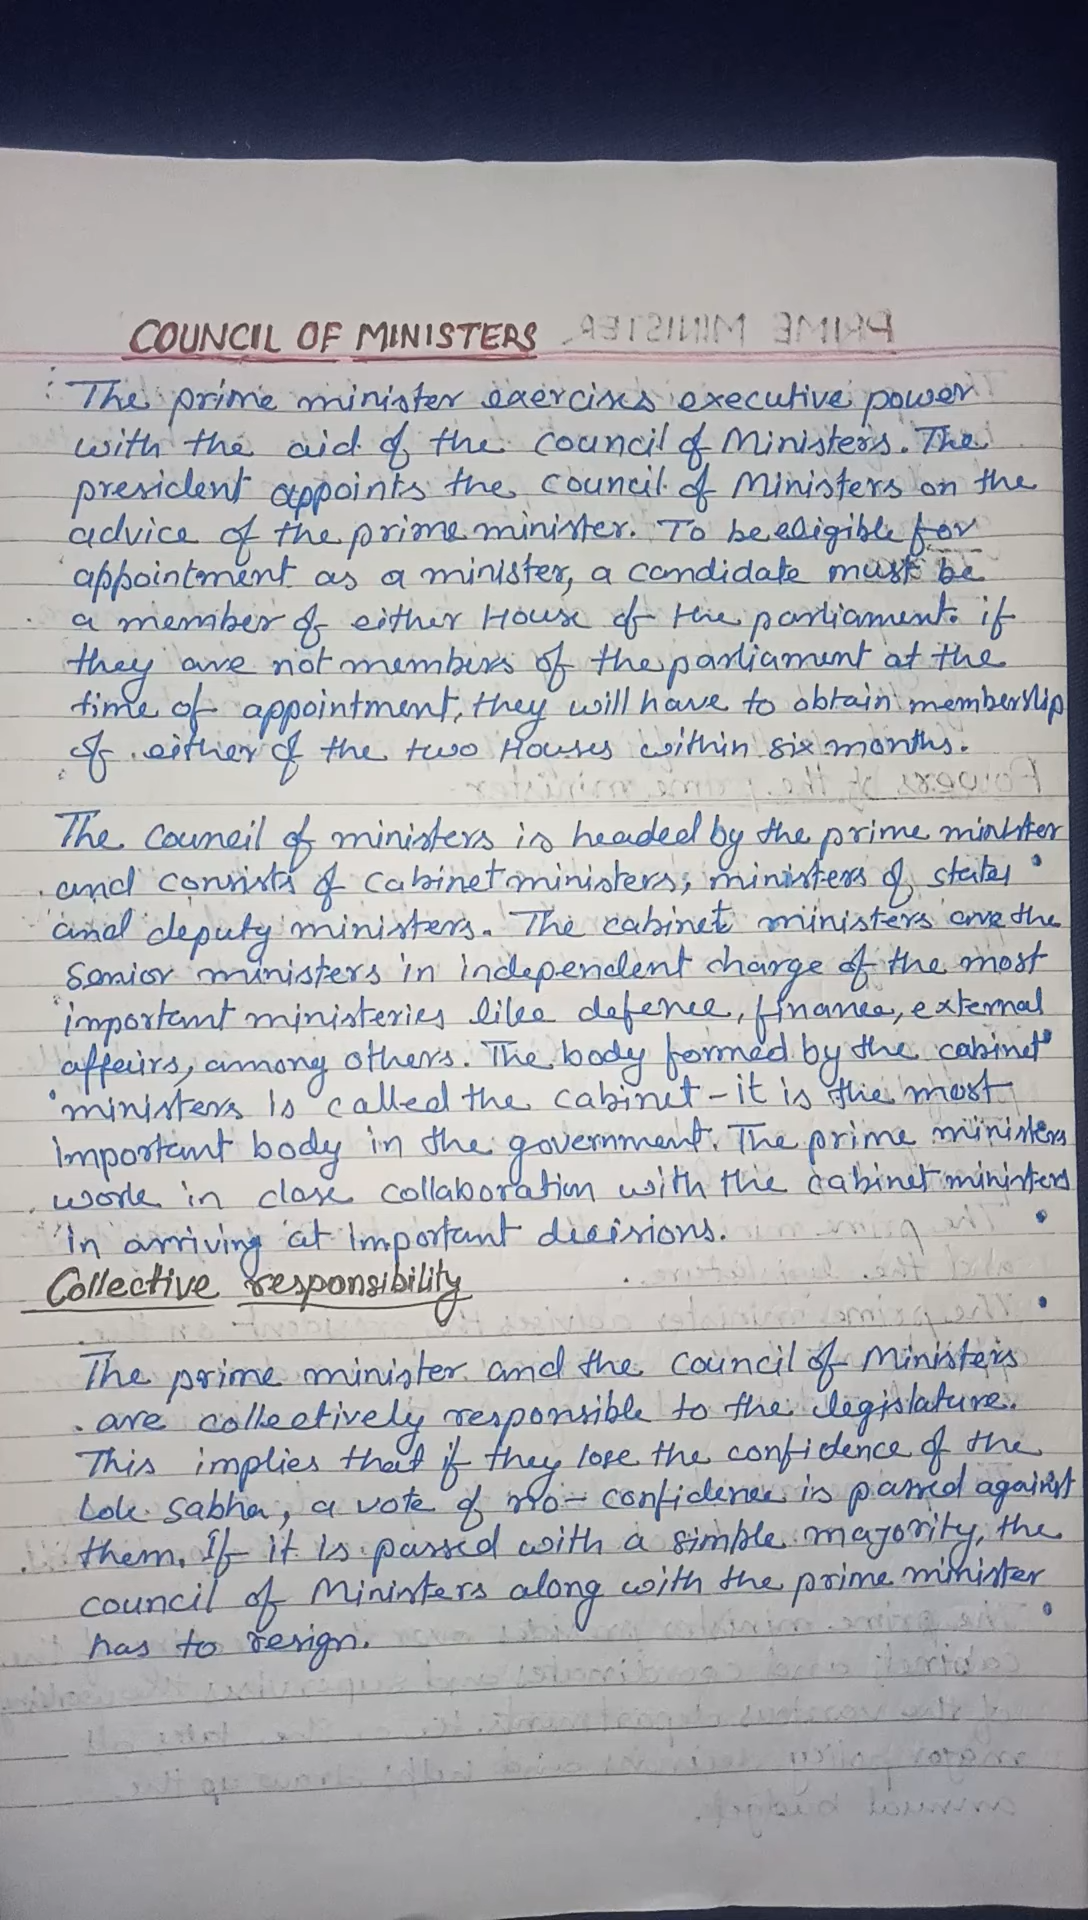 COUNCIL OF MINISTERS
The prime minister exercises executive power
with the aid of the council of Ministers. The
president appoints the council of Ministers on the
advice of the prime minister. To be eligible for
appointment as a minister, a candidate must be
a member of either House of the parliament. if
they are not members of the parliament at the
time of appointment, they will have to obtain membership
of either of the two Houses within six months.
The council of ministers is headed by the prime minister
and consists of cabinet ministers, ministers of states
and deputy ministers. The cabinet ministers are the
Senior ministers in independent charge of the most
important ministeries like defence, finance, external
affairs, among others. The body formed by the cabinet
ministers is called the cabinet - it is the most
important body in the government. The prime ministers
work in close collaboration with the cabinet ministers
in arriving at important decisions.
Collective responsibility
The prime minister and the council of Ministers
are collectively responsible to the legislature.
This implies that if they lose the confidence of the
Lok sabha, a vote of no-confidence is passed against
them. If it is passed with a simple majority, the
council of Ministers along with the prime minister
has to resign.